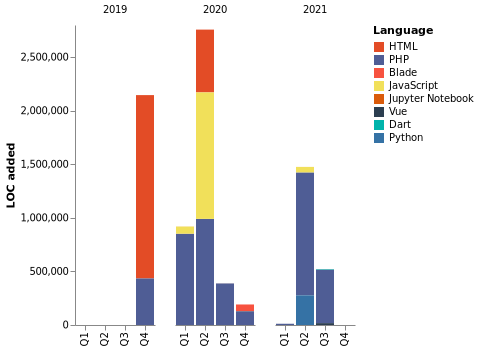 2019 2020 2021
Language
HTML
PHP
Blade
JavaScript
Jupyter Notebook
Vue
Dart
Python
LOC added
2,500,000
2,000,000
1,500,000
1,000,000
500,000
0
Q1 Q2 Q3 Q4 Q1 Q2 Q3 Q4 Q1 Q2 Q3 Q4